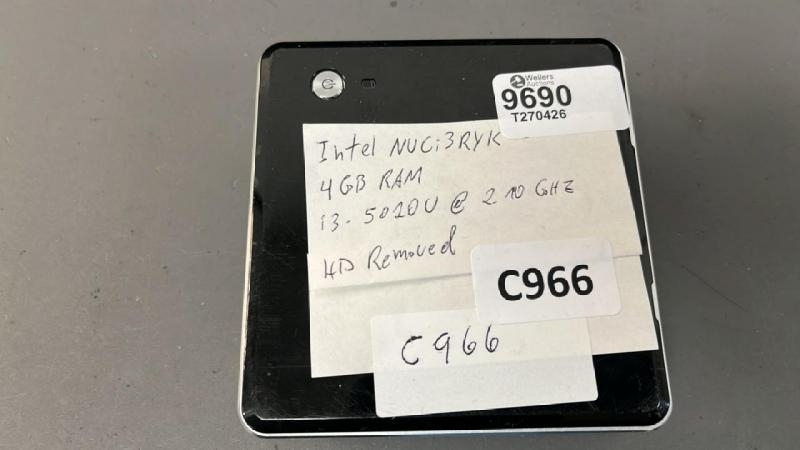 Wellers
Auctions
9690
T270426
Intel NUCi3RYK
4GB RAM
i3-5010U @ 2.10 GHz
HD Removed
C966
C966